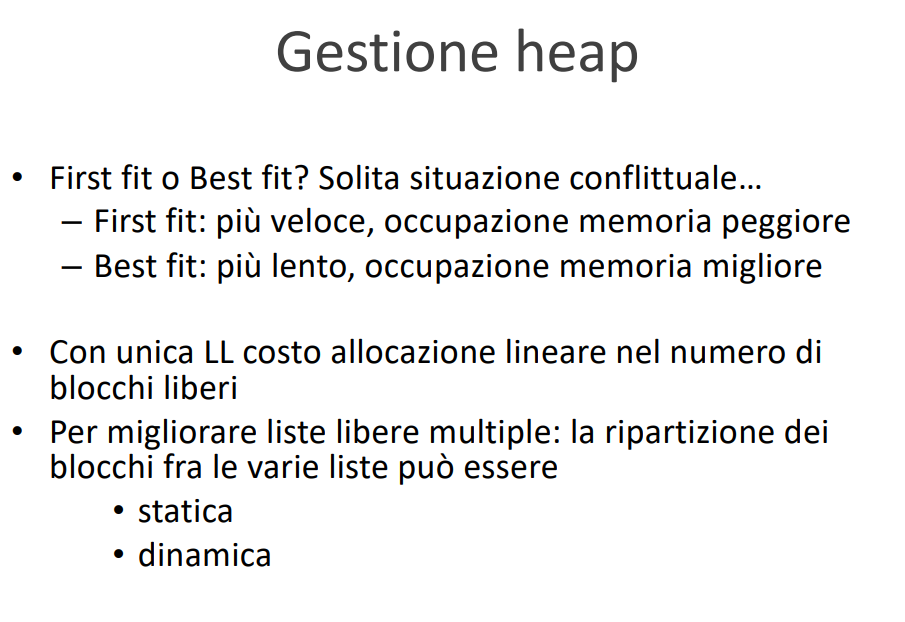 Gestione heap
• First fit o Best fit? Solita situazione conflittuale…
– First fit: più veloce, occupazione memoria peggiore
– Best fit: più lento, occupazione memoria migliore
• Con unica LL costo allocazione lineare nel numero di
blocchi liberi
• Per migliorare liste libere multiple: la ripartizione dei
blocchi fra le varie liste può essere
• statica
• dinamica